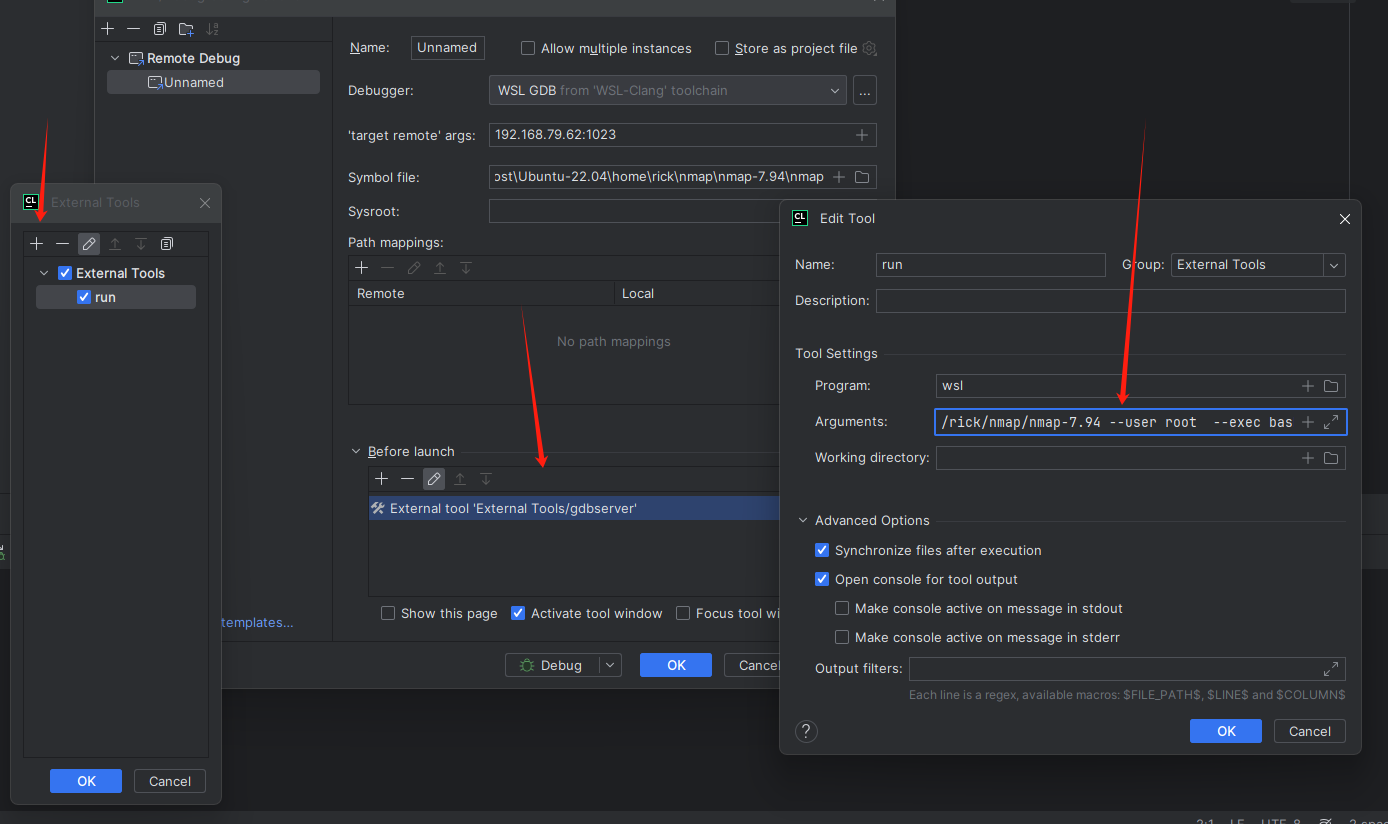 Remote Debug
Unnamed
templates...
Name:
Unnamed
Allow multiple instances
Store as project file
Debugger:
WSL GDB from 'WSL-Clang' toolchain
...
'target remote' args:
192.168.79.62:1023
Symbol file:
ost\Ubuntu-22.04\home\rick\nmap\nmap-7.94\nmap
Sysroot:
Path mappings:
Remote
Local
No path mappings
Before launch
External tool 'External Tools/gdbserver'
Show this page
Activate tool window
Focus tool wi
Debug
OK
Cancel
CL
External Tools
External Tools
run
OK
Cancel
CL
Edit Tool
Name:
run
Group:
External Tools
Description:
Tool Settings
Program:
wsl
Arguments:
/rick/nmap/nmap-7.94 --user root  --exec bas
Working directory:
Advanced Options
Synchronize files after execution
Open console for tool output
Make console active on message in stdout
Make console active on message in stderr
Output filters:
Each line is a regex, available macros: $FILE_PATH$, $LINE$ and $COLUMN$
?
OK
Cancel